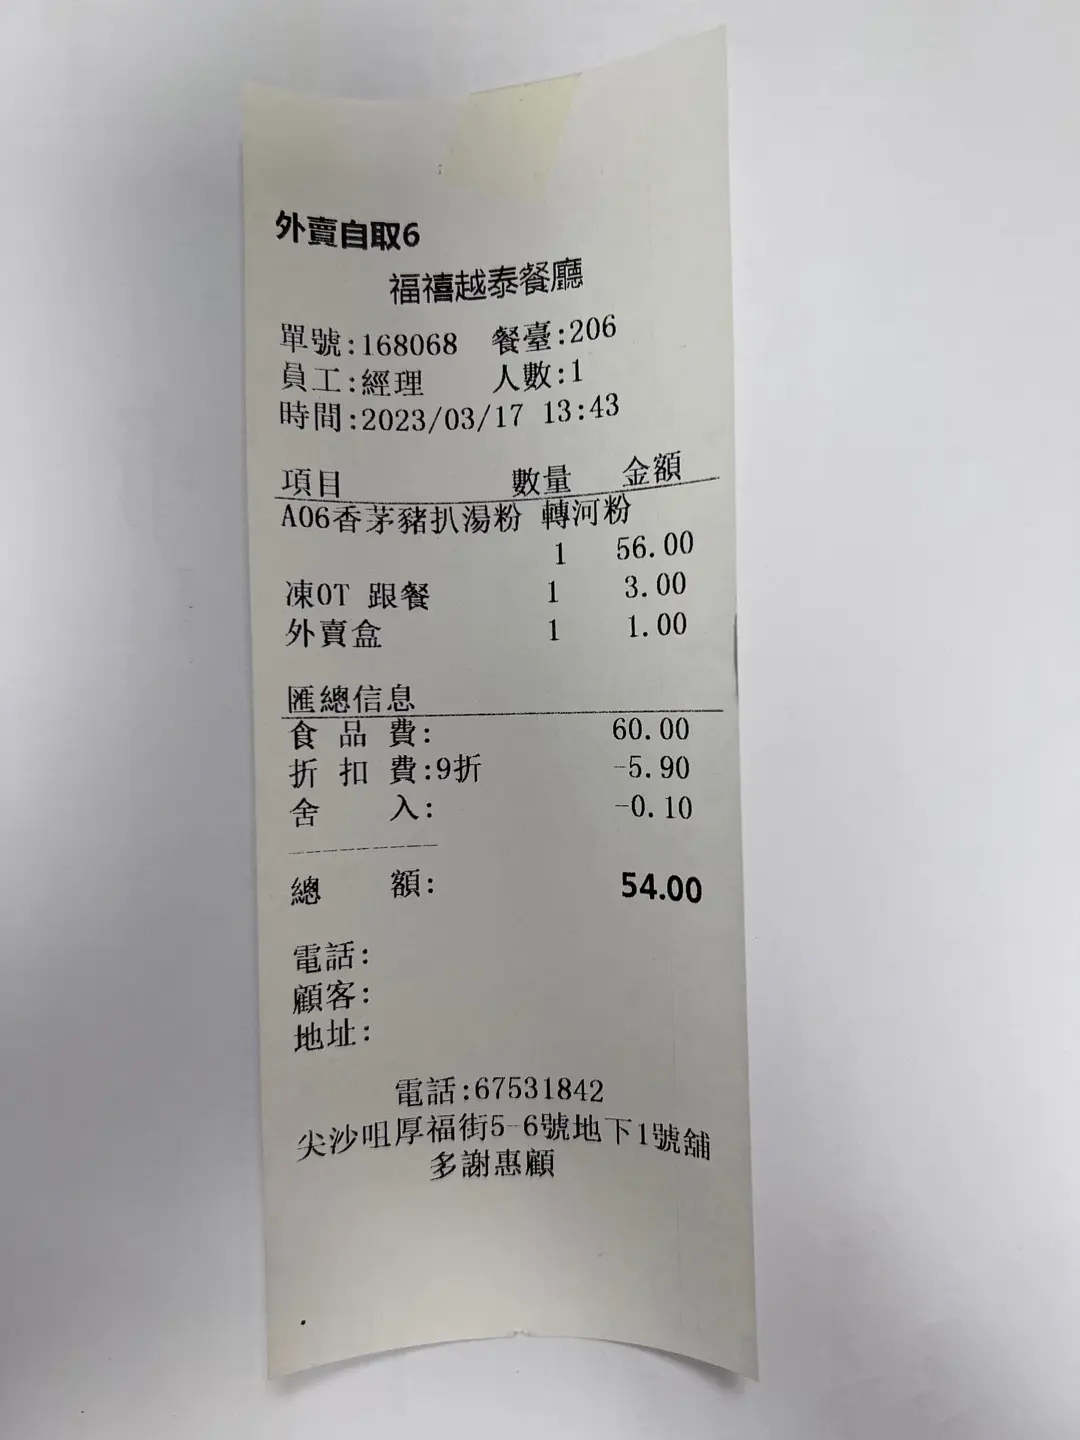 外賣自取6
福禧越泰餐廳
單號:168068 餐臺:206
員工:經理 人數:1
時間:2023/03/17 13:43
項目 數量 金額
A06香茅豬扒湯粉 轉河粉
1 56.00
凍OT 跟餐 1 3.00
外賣盒 1 1.00
匯總信息
食品費: 60.00
折扣費:9折 -5.90
舍入: -0.10
總額: 54.00
電話:
顧客:
地址:
電話:67531842
尖沙咀厚福街5-6號地下1號舖
多謝惠顧